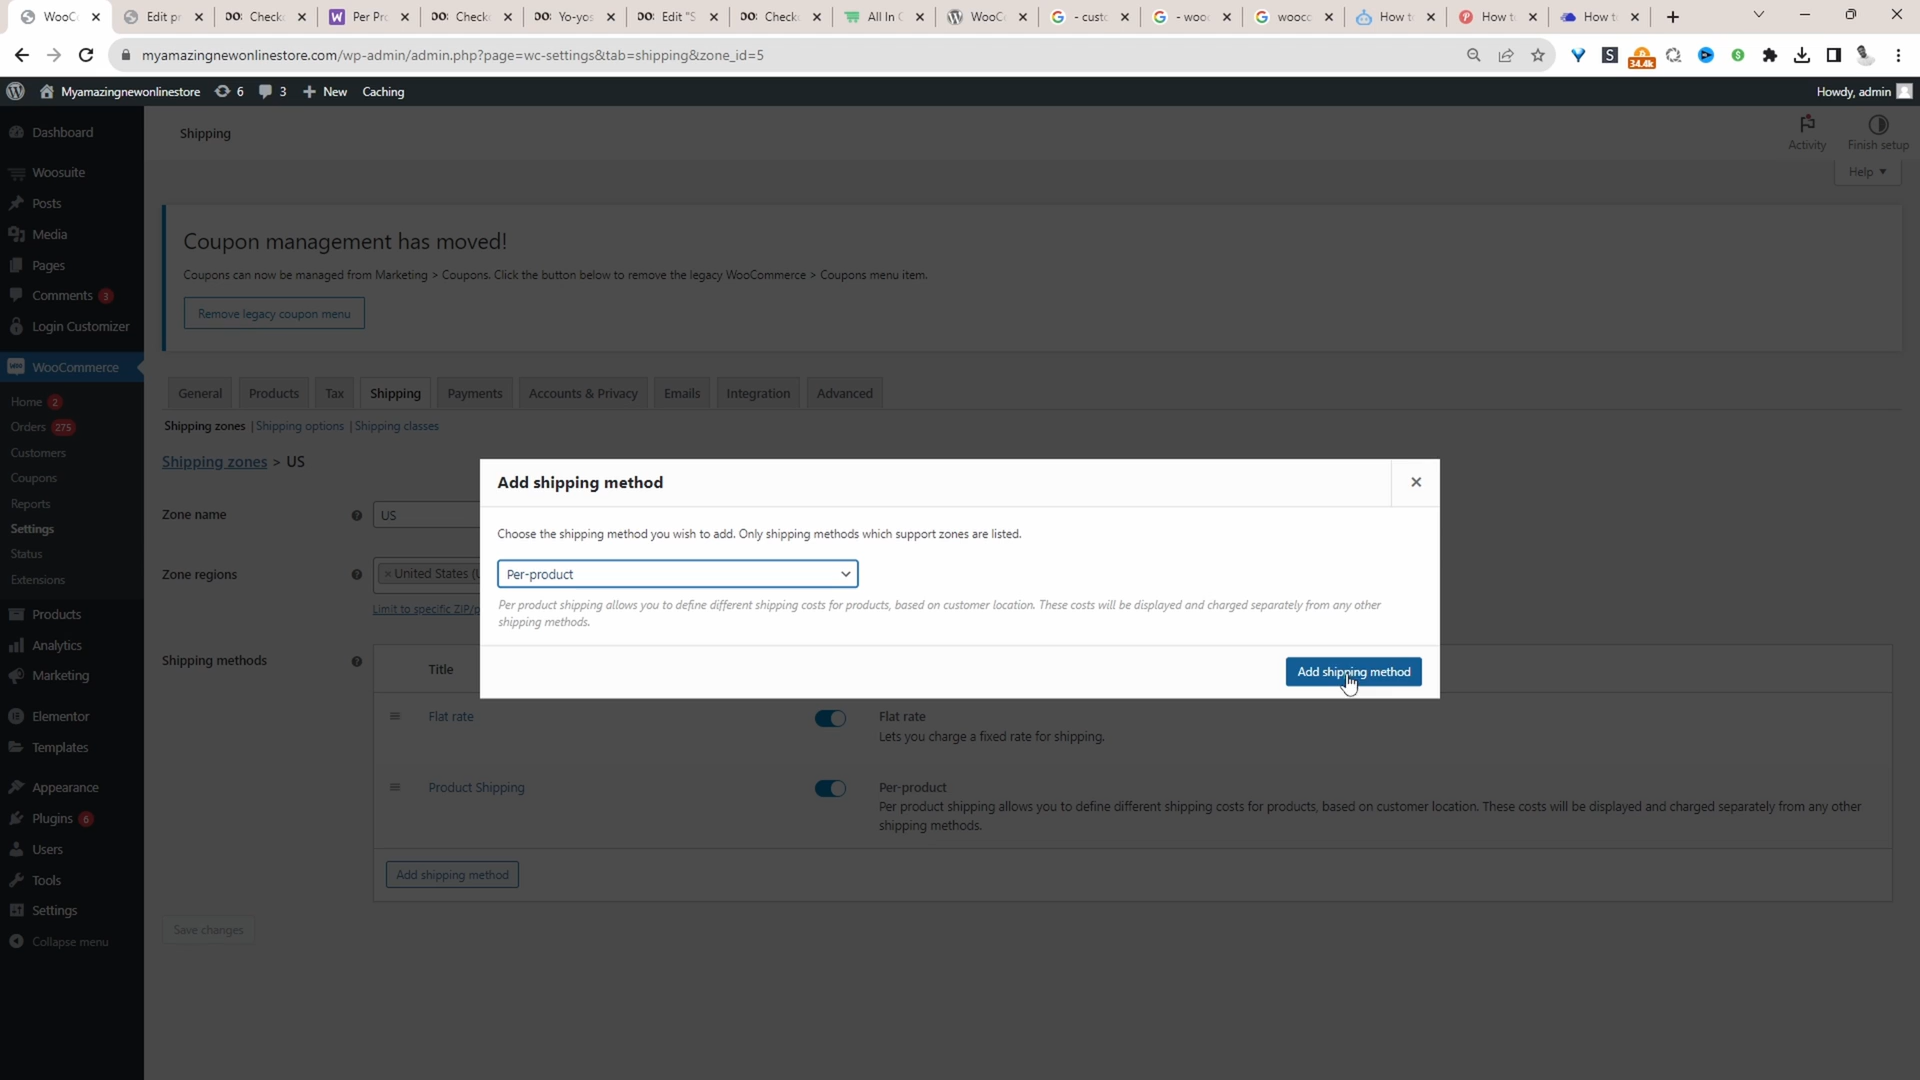 WooC
Edit p
Check
Per Pr
Check
Yo-yo
Edit "S
Check
All In
WooC
- cust
- woo
wooco
How t
How t
How t
myamazingnewonlinestore.com/wp-admin/admin.php?page=wc-settings&tab=shipping&zone_id=5
34.4k
Myamazingnewonlinestore
6
3
New
Caching
Howdy, admin
Dashboard
Woosuite
Posts
Media
Pages
Comments 3
Login Customizer
WooCommerce
Home 2
Orders 275
Customers
Coupons
Reports
Settings
Status
Extensions
Products
Analytics
Marketing
Elementor
Templates
Appearance
Plugins 6
Users
Tools
Settings
Collapse menu
Shipping
Activity
Finish setup
Help
Coupon management has moved!
Coupons can now be managed from Marketing > Coupons. Click the button below to remove the legacy WooCommerce > Coupons menu item.
Remove legacy coupon menu
General
Products
Tax
Shipping
Payments
Accounts & Privacy
Emails
Integration
Advanced
Shipping zones | Shipping options | Shipping classes
Shipping zones > US
Zone name
US
Zone regions
× United States (U
Limit to specific ZIP/p
Shipping methods
Title
Add shipping method
Choose the shipping method you wish to add. Only shipping methods which support zones are listed.
Per-product
Per product shipping allows you to define different shipping costs for products, based on customer location. These costs will be displayed and charged separately from any other
shipping methods.
Add shipping method
Flat rate
Flat rate
Lets you charge a fixed rate for shipping.
Product Shipping
Per-product
Per product shipping allows you to define different shipping costs for products, based on customer location. These costs will be displayed and charged separately from any other
shipping methods.
Add shipping method
Save changes